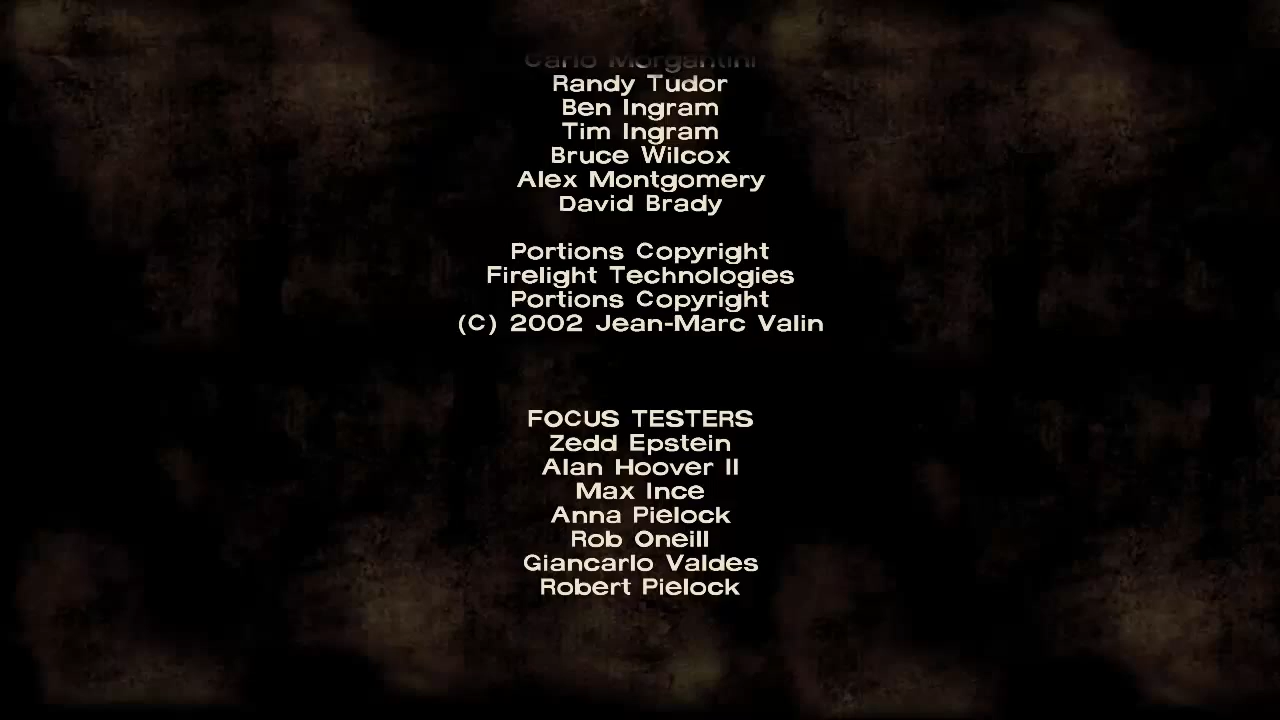 Carlo Morgantini
Randy Tudor
Ben Ingram
Tim Ingram
Bruce Wilcox
Alex Montgomery
David Brady
Portions Copyright
Firelight Technologies
Portions Copyright
(C) 2002 Jean-Marc Valin
FOCUS TESTERS
Zedd Epstein
Alan Hoover II
Max Ince
Anna Pielock
Rob Oneill
Giancarlo Valdes
Robert Pielock